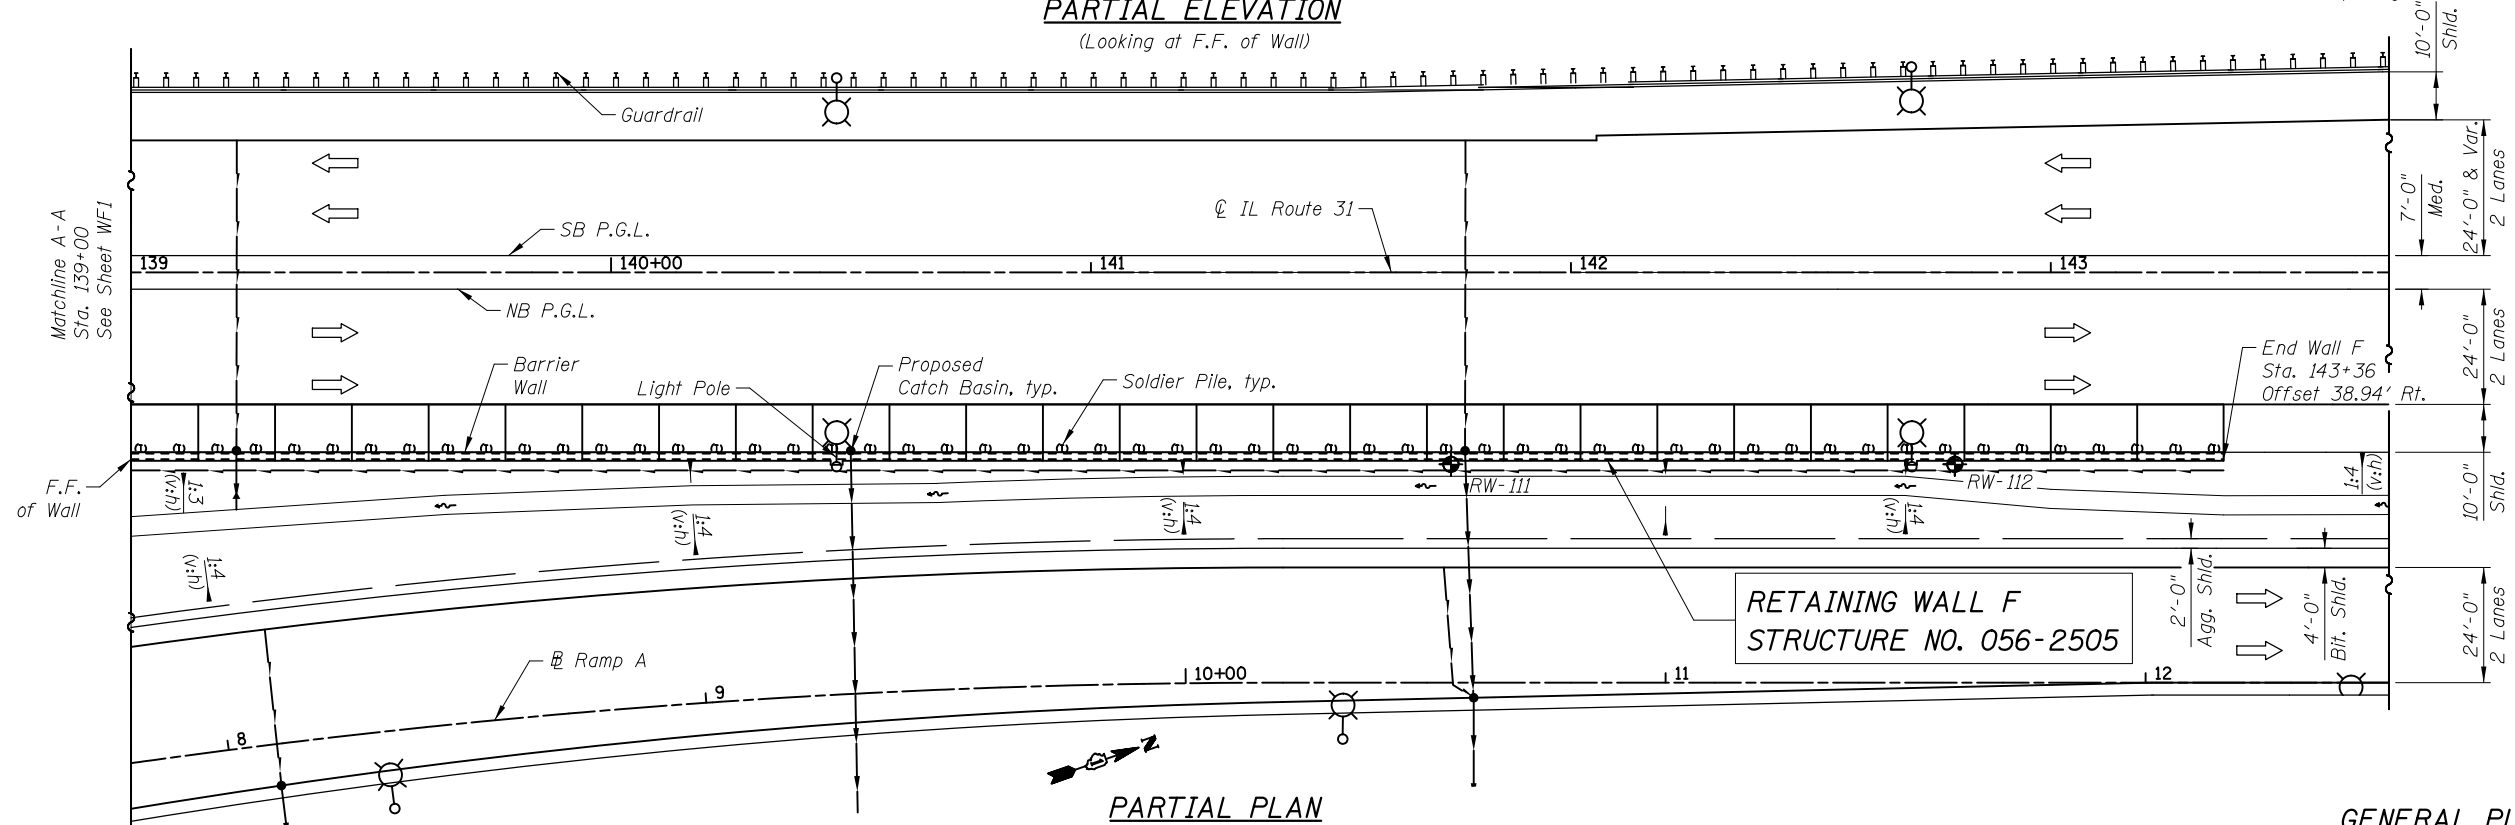 PARTIAL ELEVATION
(Looking at F.F. of Wall)
10'-0"
Shld.
Guardrail
Matchline A-A
Sta. 139+00
See Sheet WF1
SB P.G.L.
℄ IL Route 31
139
140+00
141
142
143
NB P.G.L.
7'-0"
Med.
24'-0" & Var.
2 Lanes
24'-0"
2 Lanes
Barrier
Wall
Light Pole
Proposed
Catch Basin, typ.
Soldier Pile, typ.
End Wall F
Sta. 143+36
Offset 38.94' Rt.
F.F.
of Wall
1:3
(v:h)
1:4
(v:h)
1:4
(v:h)
1:4
(v:h)
1:4
(v:h)
1:4
(v:h)
RW-111
RW-112
10'-0"
Shld.
RETAINING WALL F
STRUCTURE NO. 056-2505
2'-0"
Agg. Shld.
4'-0"
Bit. Shld.
24'-0"
2 Lanes
BL Ramp A
8
9
10+00
11
12
N
PARTIAL PLAN
GENERAL PL